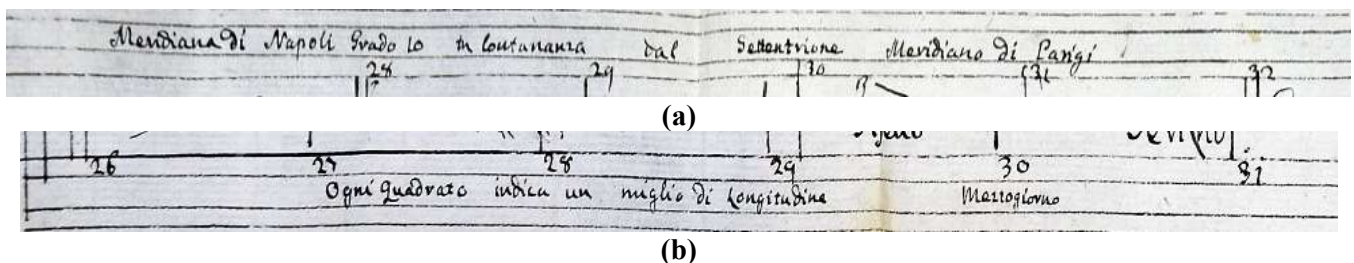 Meridiana di Napoli Grado 10 in lontananza dal Settentrione Meridiano di Parigi
28 29 30 31 32
(a)
26 27 28 29 30 31
Ogni Quadrato indica un miglio di Longitudine Mezzogiorno
(b)